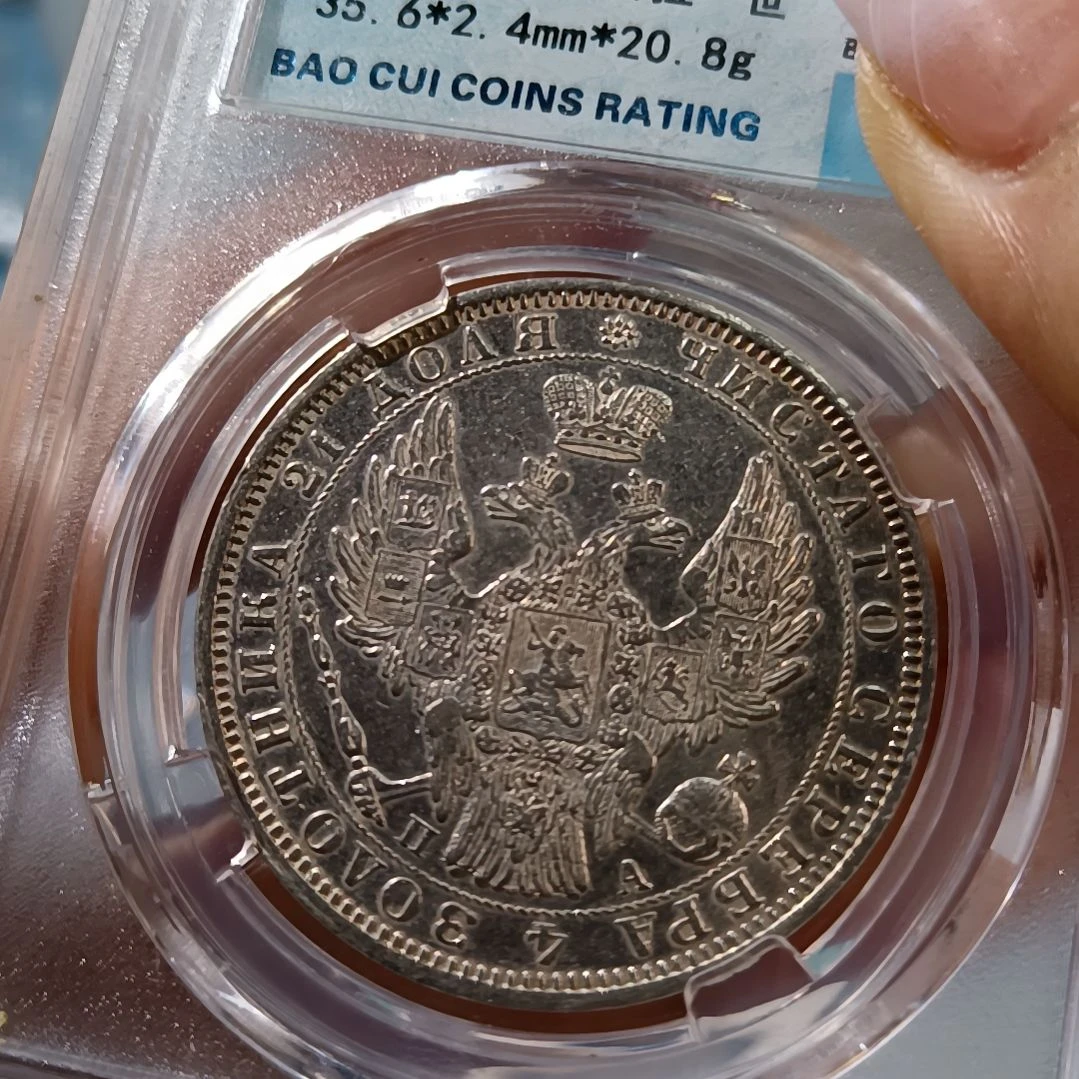 35. 6*2. 4mm*20. 8g
BAO CUI COINS RATING
ЧИСТАГО СЕРЕБРА 4 ЗОЛОТНИКА 21 ДОЛЯ
П А